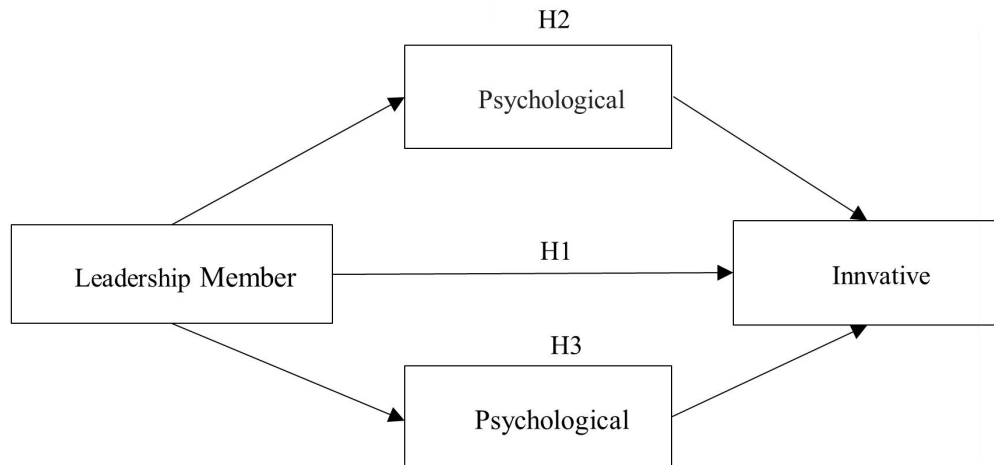 H2
Psychological
H1
Leadership Member
Innvative
H3
Psychological